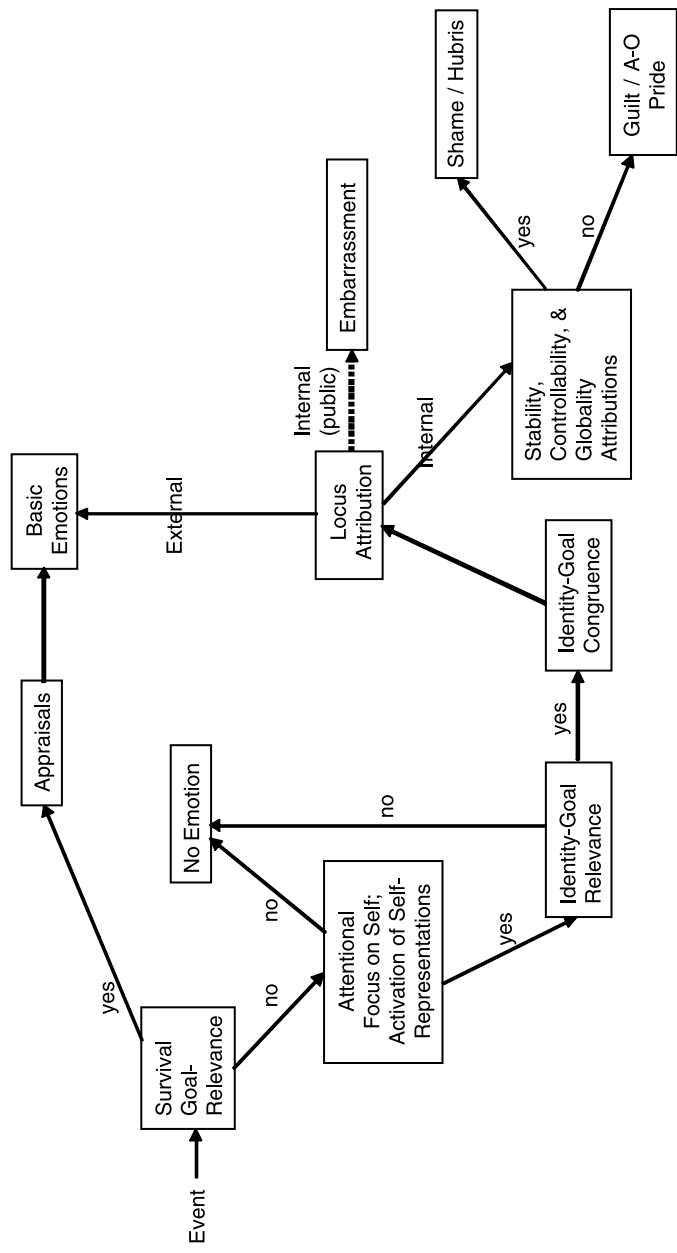 Event
Survival
Goal-
Relevance
yes
no
Appraisals
Basic
Emotions
Attentional
Focus on Self;
Activation of Self-
Representations
no
yes
No Emotion
no
Identity-Goal
Relevance
yes
Identity-Goal
Congruence
Locus
Attribution
External
Internal
(public)
Embarrassment
Internal
Stability,
Controllability, &
Globality
Attributions
yes
no
Shame / Hubris
Guilt / A-O
Pride